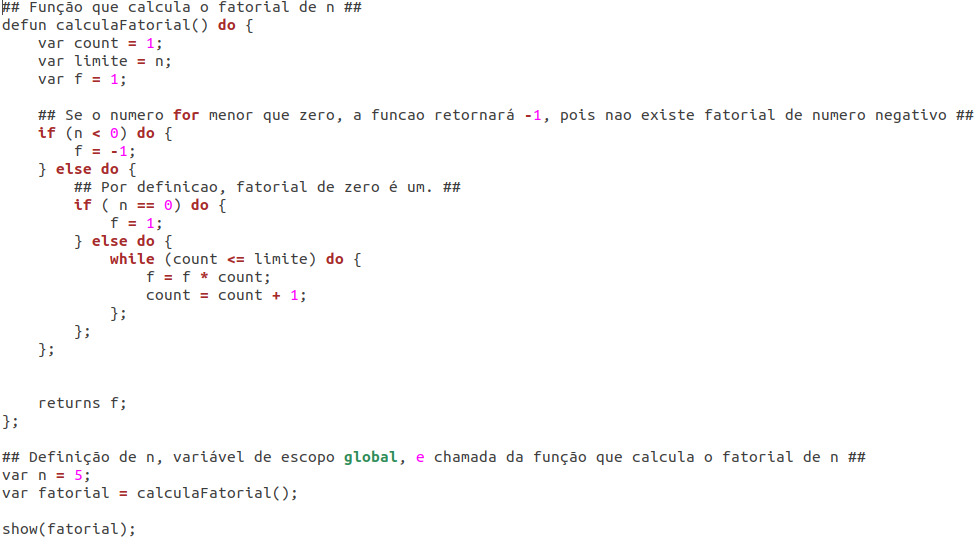 ## Função que calcula o fatorial de n ##
defun calculaFatorial() do {
    var count = 1;
    var limite = n;
    var f = 1;

    ## Se o numero for menor que zero, a funcao retornará -1, pois nao existe fatorial de numero negativo ##
    if (n < 0) do {
        f = -1;
    } else do {
        ## Por definicao, fatorial de zero é um. ##
        if ( n == 0) do {
            f = 1;
        } else do {
            while (count <= limite) do {
                f = f * count;
                count = count + 1;
            };
        };
    };


    returns f;
};

## Definição de n, variável de escopo global, e chamada da função que calcula o fatorial de n ##
var n = 5;
var fatorial = calculaFatorial();

show(fatorial);